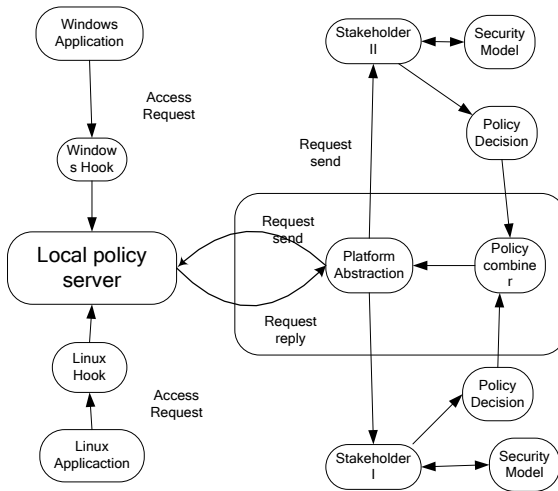 Windows
Application
Access
Request
Window
s Hook
Local policy
server
Linux
Hook
Access
Request
Linux
Applicaction
Stakeholder
II
Security
Model
Policy
Decision
Request
send
Request
send
Platform
Abstraction
Policy
combine
r
Request
reply
Policy
Decision
Stakeholder
I
Security
Model